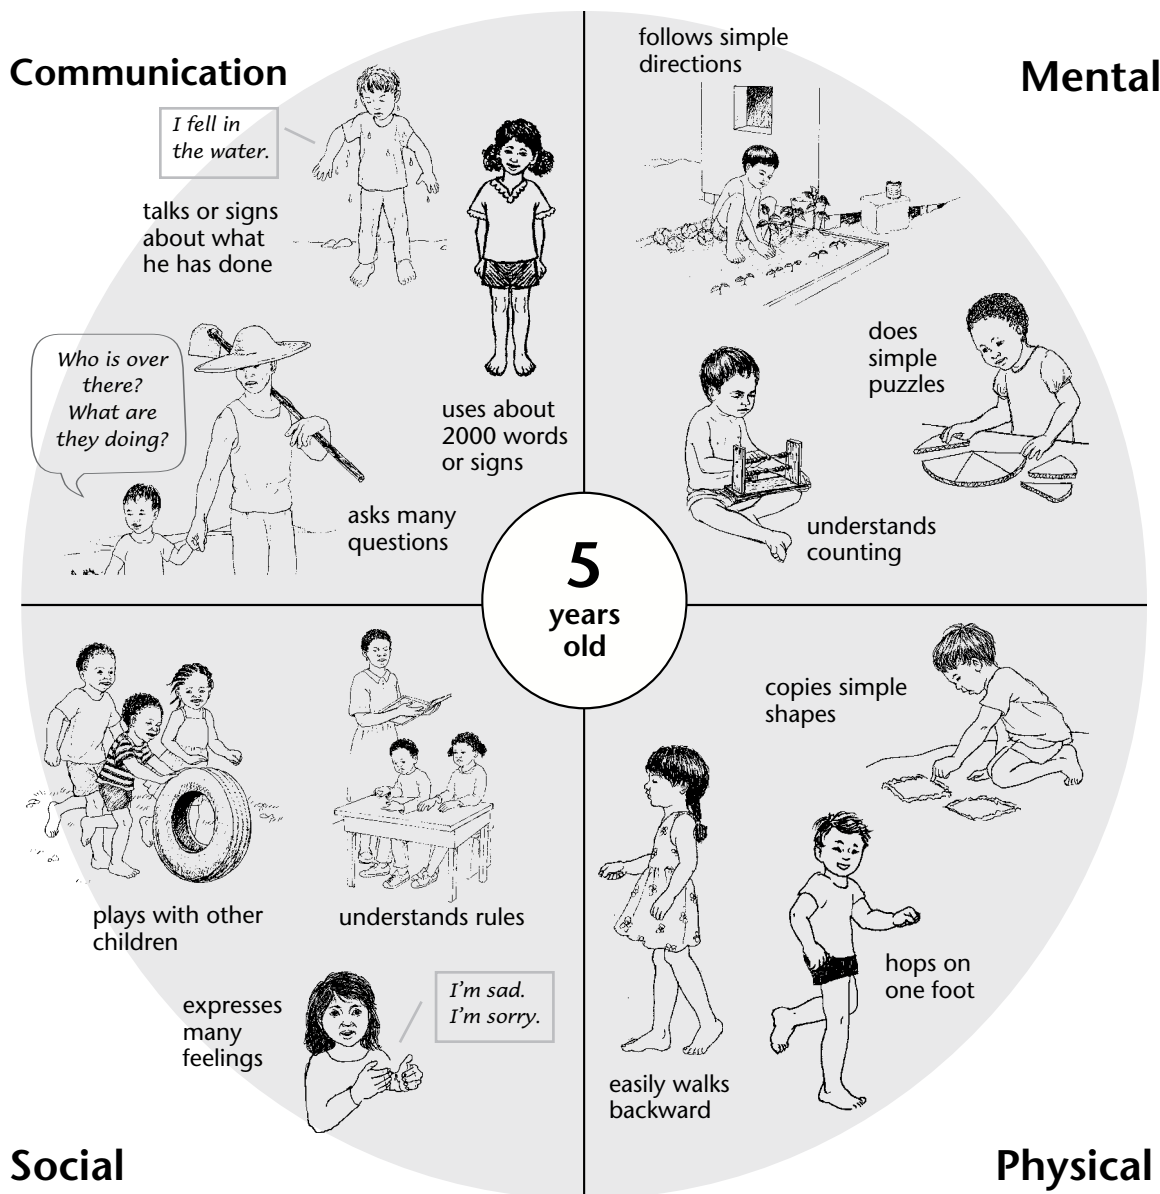 Communication
I fell in
the water.
talks or signs
about what
he has done
uses about
2000 words
or signs
Who is over
there?
What are
they doing?
asks many
questions
Mental
follows simple
directions
does
simple
puzzles
understands
counting
5
years
old
plays with other
children
understands rules
expresses
many
feelings
I'm sad.
I'm sorry.
Social
copies simple
shapes
hops on
one foot
easily walks
backward
Physical